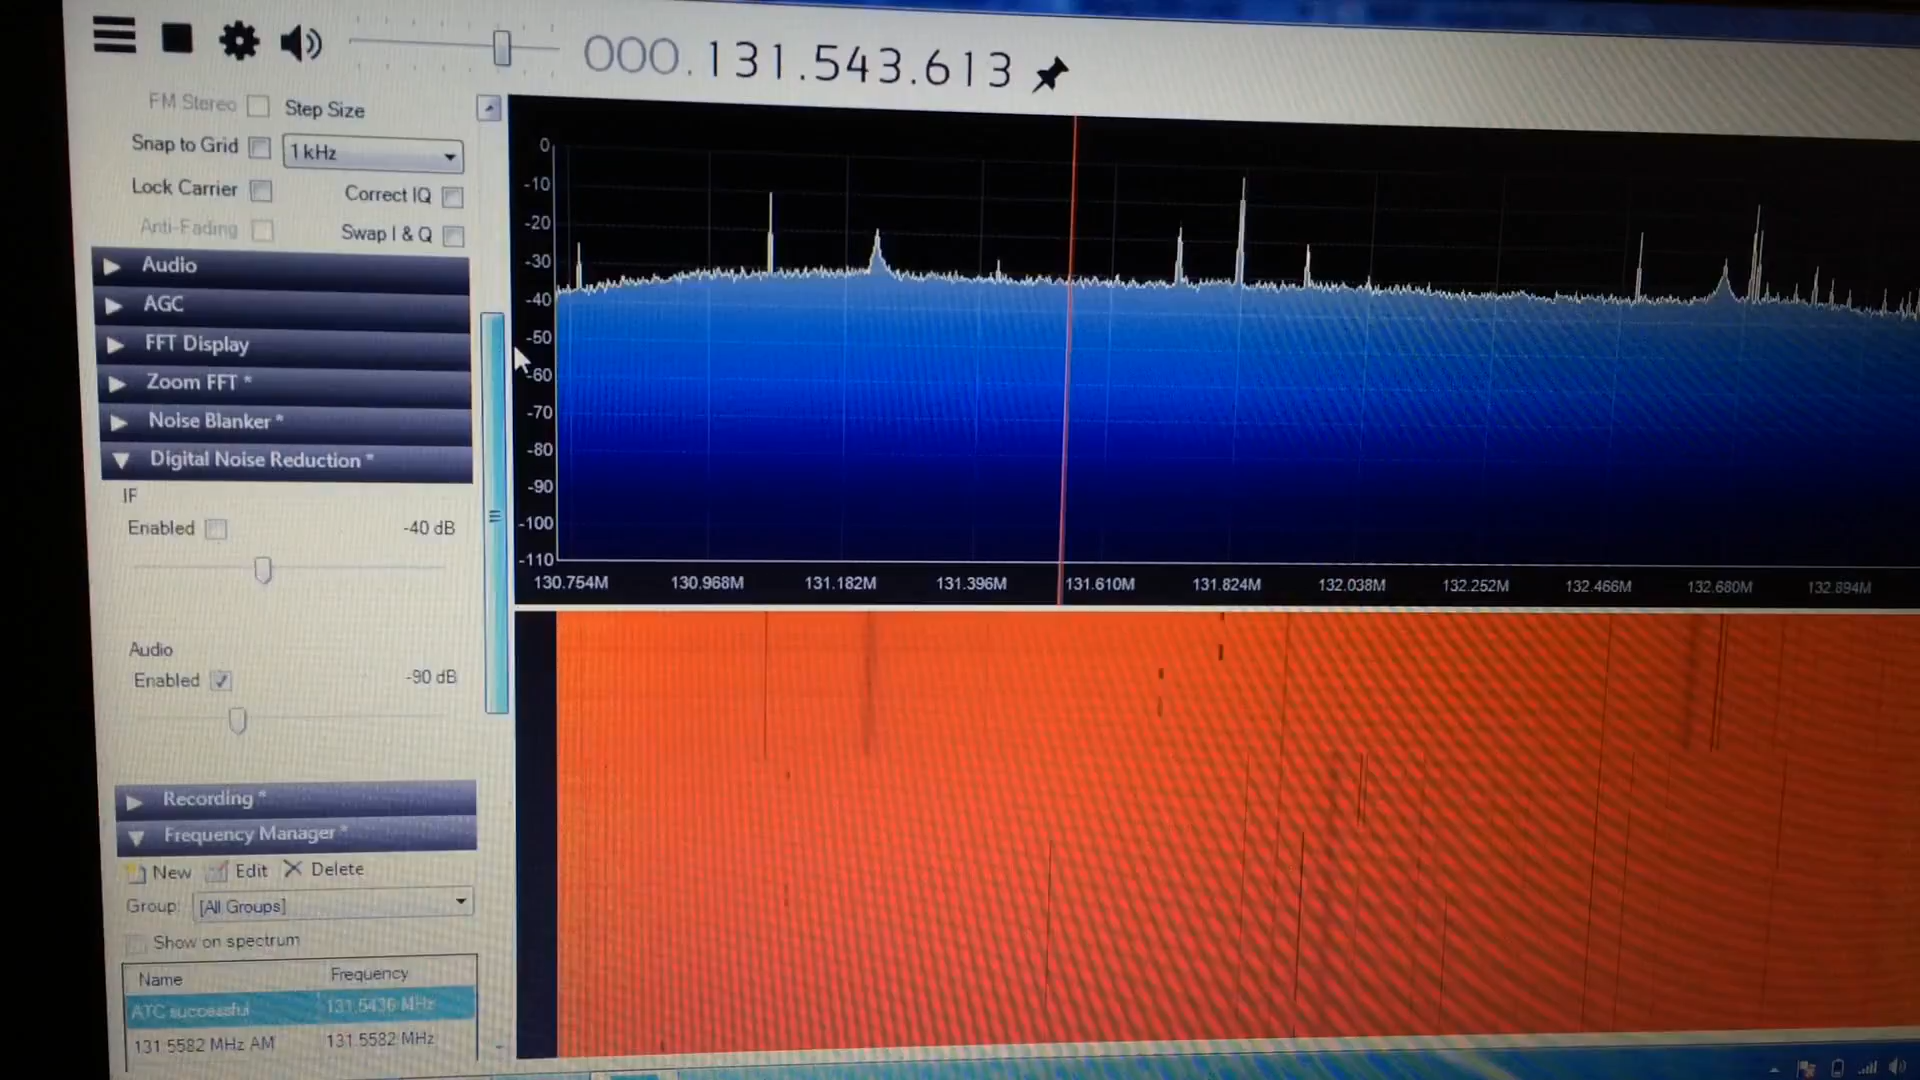 000.131.543.613
FM Stereo Step Size
Snap to Grid 1 kHz
Lock Carrier Correct IQ
Anti-Fading Swap I & Q
Audio
AGC
FFT Display
Zoom FFT *
Noise Blanker *
Digital Noise Reduction *
IF
Enabled -40 dB
Audio
Enabled -90 dB
Recording *
Frequency Manager *
New Edit Delete
Group: [All Groups]
Show on spectrum
Name Frequency
ATC successful 131.5436 MHz
131.5582 MHz AM 131.5582 MHz
0
-10
-20
-30
-40
-50
-60
-70
-80
-90
-100
-110
130.754M 130.968M 131.182M 131.396M 131.610M 131.824M 132.038M 132.252M 132.466M 132.680M 132.894M